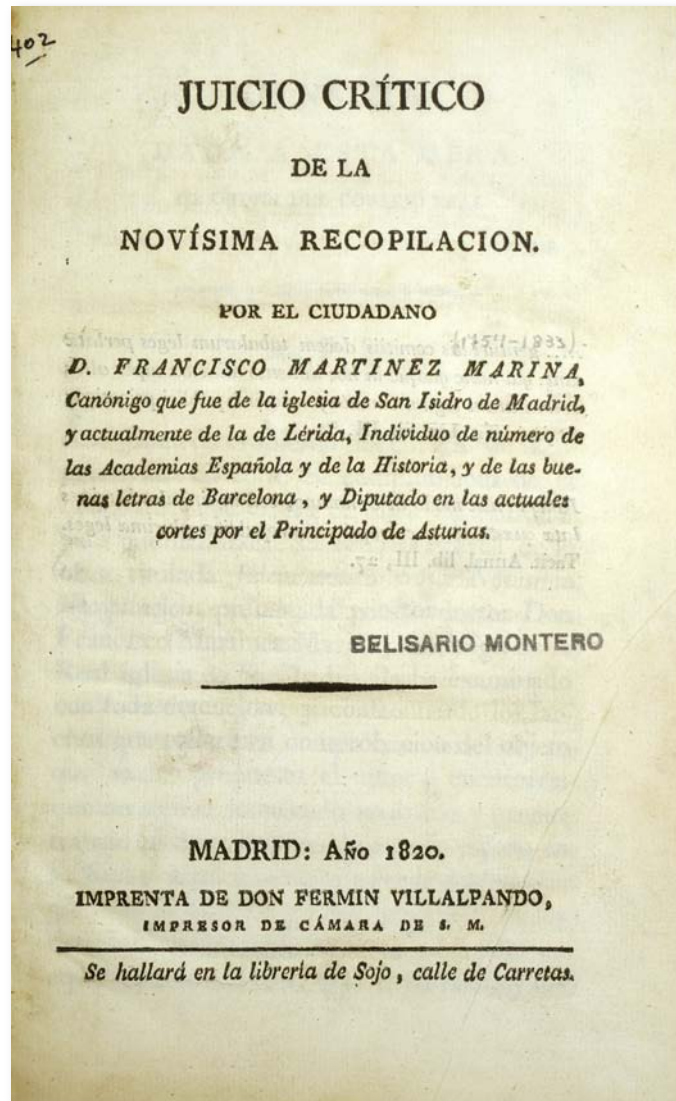 402
JUICIO CRÍTICO
DE LA
NOVÍSIMA RECOPILACION.
POR EL CIUDADANO
D. FRANCISCO MARTINEZ MARINA,
Canónigo que fue de la iglesia de San Isidro de Madrid,
y actualmente de la de Lérida, Individuo de número de
las Academias Española y de la Historia, y de las bue-
nas letras de Barcelona, y Diputado en las actuales
cortes por el Principado de Asturias.
BELISARIO MONTERO
MADRID: Año 1820.
IMPRENTA DE DON FERMIN VILLALPANDO,
IMPRESOR DE CÁMARA DE S. M.
Se hallará en la librería de Sojo, calle de Carretas.